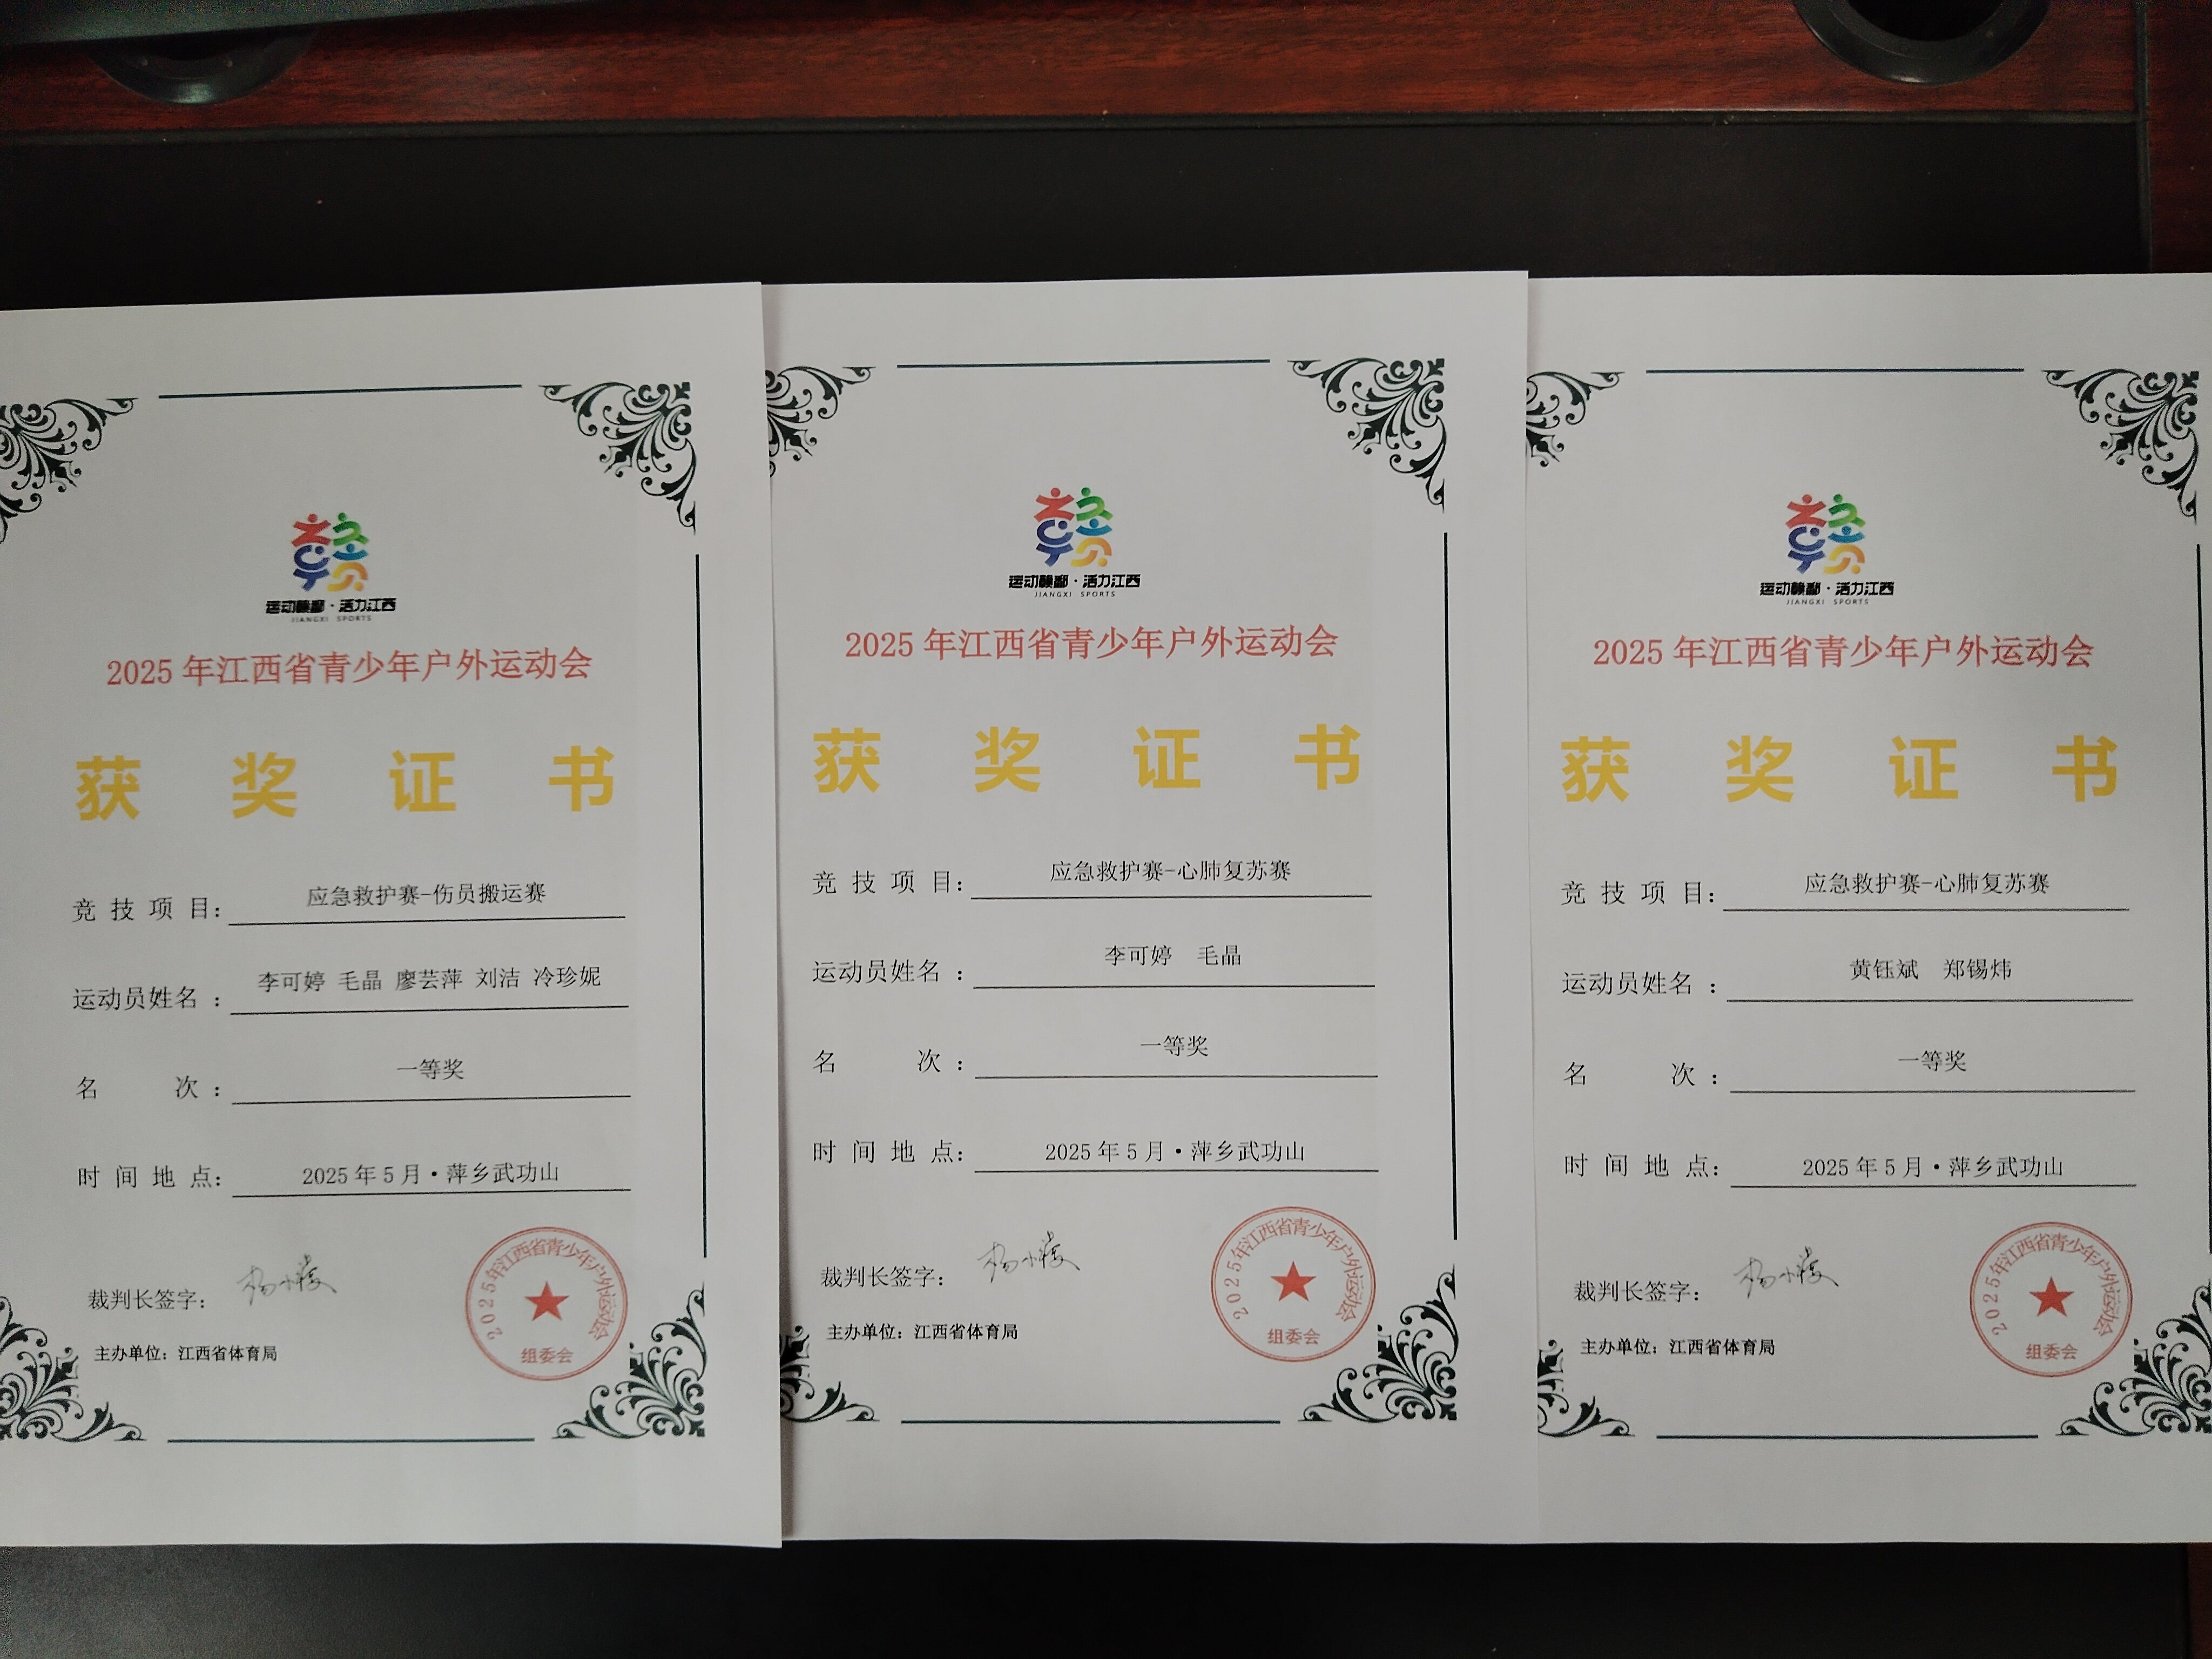 运动赣鄱·活力江西
JIANGXI SPORTS
2025年江西省青少年户外运动会
获奖证书
竞技项目：应急救护赛-伤员搬运赛
运动员姓名：李可婷 毛晶 廖芸萍 刘洁 冷珍妮
名次：一等奖
时间地点：2025年5月·萍乡武功山
裁判长签字：
主办单位：江西省体育局
2025年江西省青少年户外运动会
组委会
运动赣鄱·活力江西
JIANGXI SPORTS
2025年江西省青少年户外运动会
获奖证书
竞技项目：应急救护赛-心肺复苏赛
运动员姓名：李可婷 毛晶
名次：一等奖
时间地点：2025年5月·萍乡武功山
裁判长签字：
主办单位：江西省体育局
2025年江西省青少年户外运动会
组委会
运动赣鄱·活力江西
JIANGXI SPORTS
2025年江西省青少年户外运动会
获奖证书
竞技项目：应急救护赛-心肺复苏赛
运动员姓名：黄钰斌 郑锡炜
名次：一等奖
时间地点：2025年5月·萍乡武功山
裁判长签字：
主办单位：江西省体育局
2025年江西省青少年户外运动会
组委会